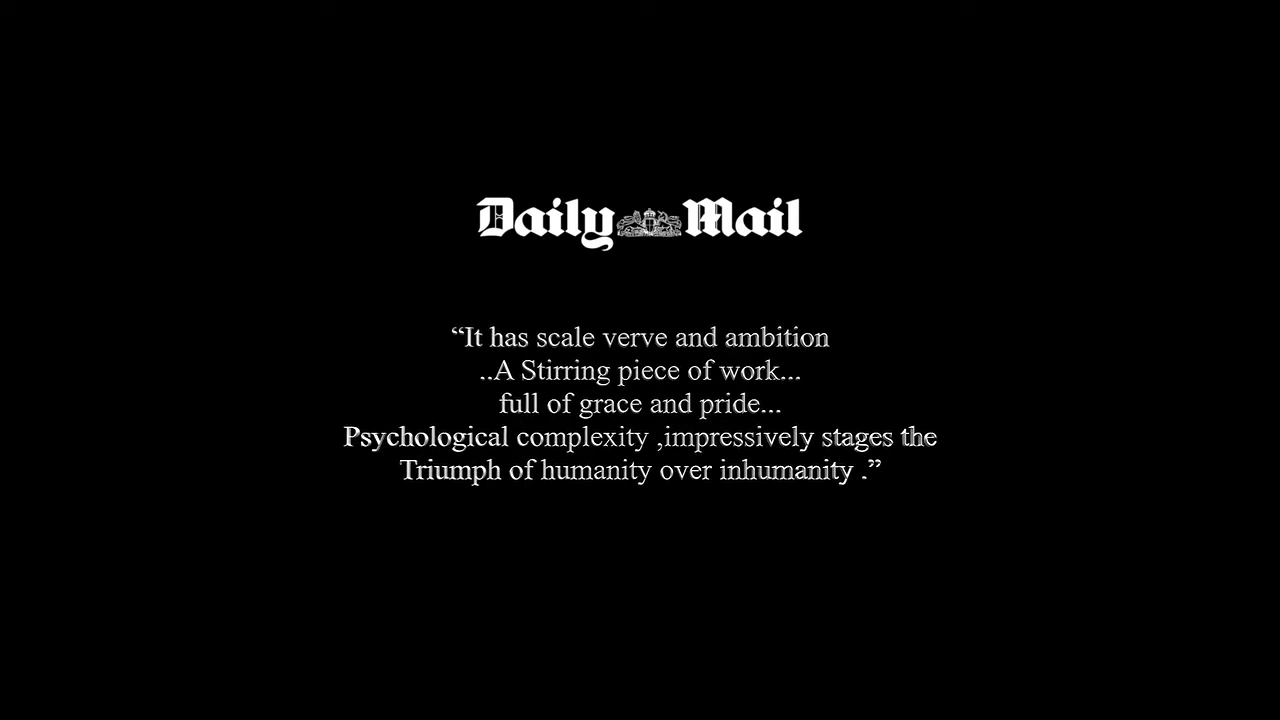 Daily Mail
“It has scale verve and ambition
..A Stirring piece of work...
full of grace and pride...
Psychological complexity ,impressively stages the
Triumph of humanity over inhumanity .”